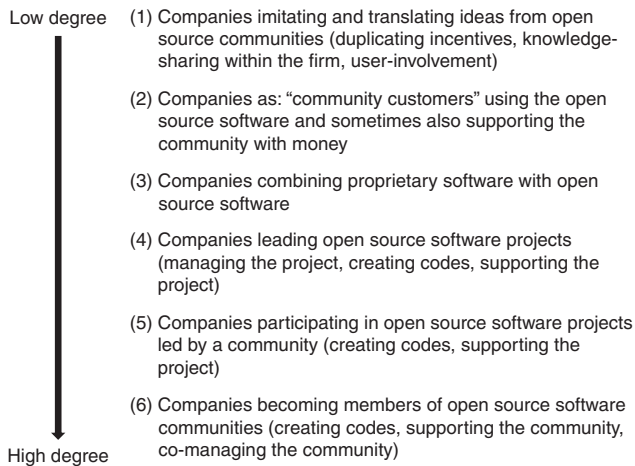 Low degree
(1) Companies imitating and translating ideas from open
source communities (duplicating incentives, knowledge-
sharing within the firm, user-involvement)
(2) Companies as: “community customers” using the open
source software and sometimes also supporting the
community with money
(3) Companies combining proprietary software with open
source software
(4) Companies leading open source software projects
(managing the project, creating codes, supporting the
project)
(5) Companies participating in open source software projects
led by a community (creating codes, supporting the
project)
(6) Companies becoming members of open source software
communities (creating codes, supporting the community,
co-managing the community)
High degree